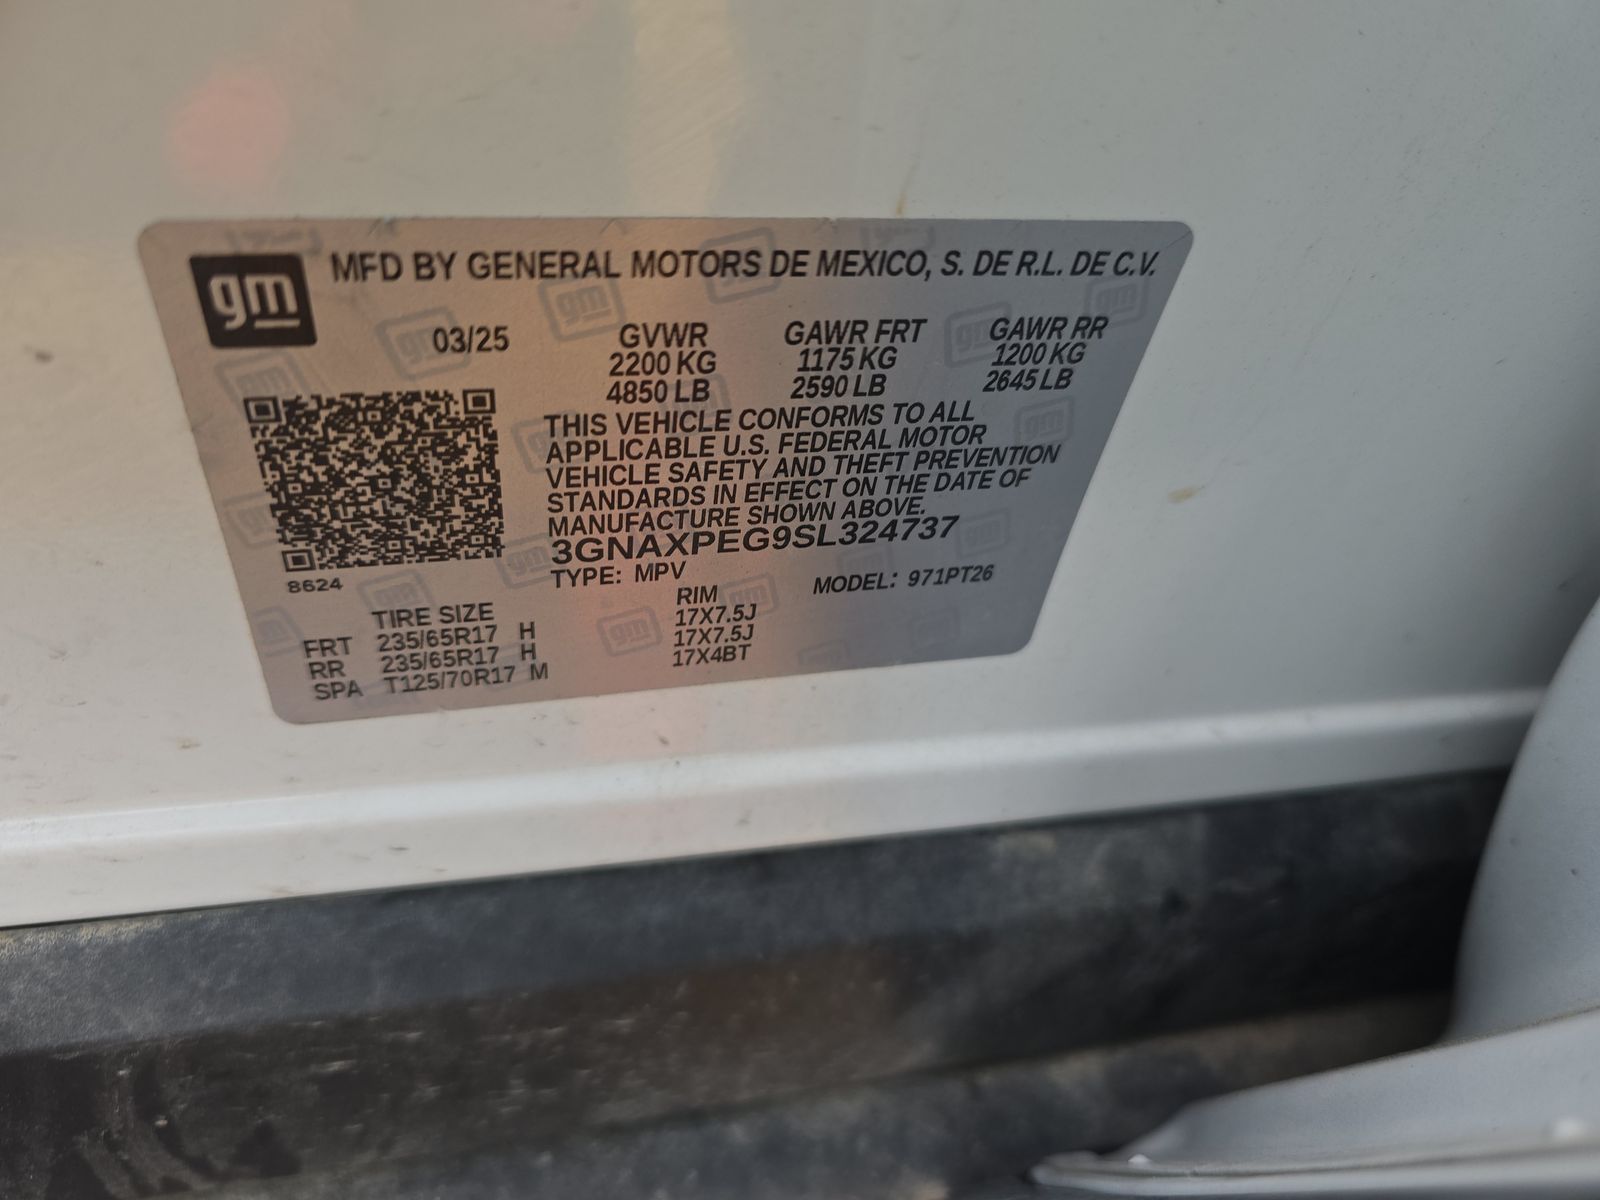 gm MFD BY GENERAL MOTORS DE MEXICO, S. DE R.L. DE C.V.
03/25 GVWR GAWR FRT GAWR RR
2200 KG 1175 KG 1200 KG
4850 LB 2590 LB 2645 LB
THIS VEHICLE CONFORMS TO ALL
APPLICABLE U.S. FEDERAL MOTOR
VEHICLE SAFETY AND THEFT PREVENTION
STANDARDS IN EFFECT ON THE DATE OF
MANUFACTURE SHOWN ABOVE.
3GNAXPEG9SL324737
8624 TYPE: MPV MODEL: 971PT26
TIRE SIZE RIM
FRT 235/65R17 H 17X7.5J
RR 235/65R17 H 17X7.5J
SPA T125/70R17 M 17X4BT